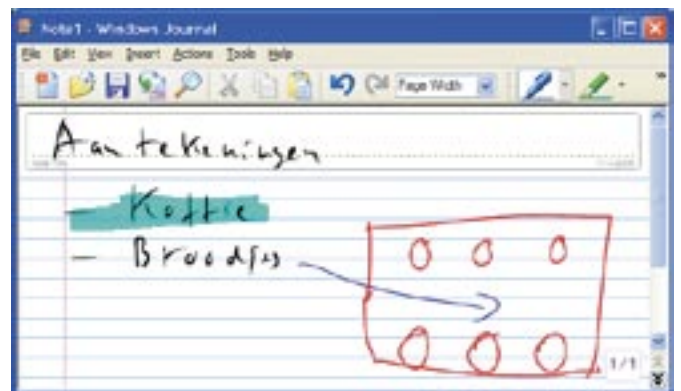 Note1 - Windows Journal
File Edit View Insert Actions Tools Help
Page Width
Aantekeningen
- Koffie
- Broodjes
1/1